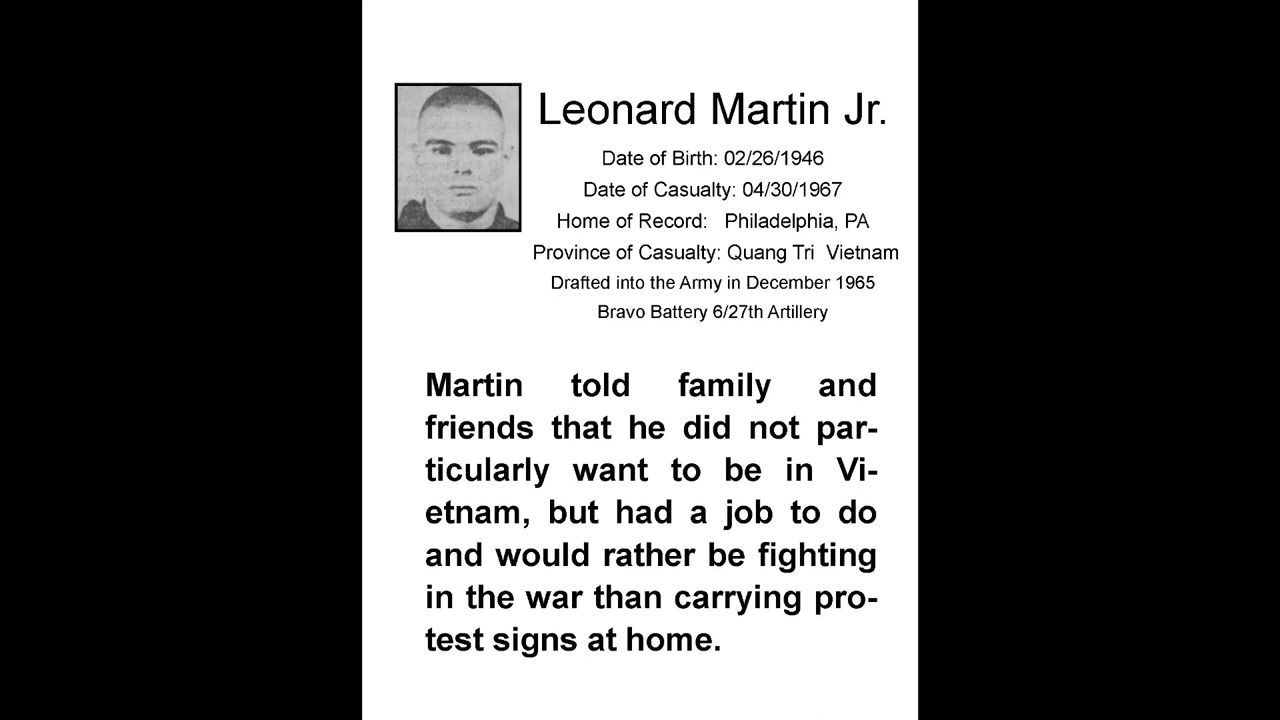 Leonard Martin Jr.
Date of Birth: 02/26/1946
Date of Casualty: 04/30/1967
Home of Record: Philadelphia, PA
Province of Casualty: Quang Tri Vietnam
Drafted into the Army in December 1965
Bravo Battery 6/27th Artillery
Martin told family and
friends that he did not par-
ticularly want to be in Vi-
etnam, but had a job to do
and would rather be fighting
in the war than carrying pro-
test signs at home.